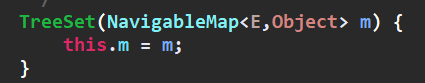 TreeSet(NavigableMap<E,Object> m) {
    this.m = m;
}